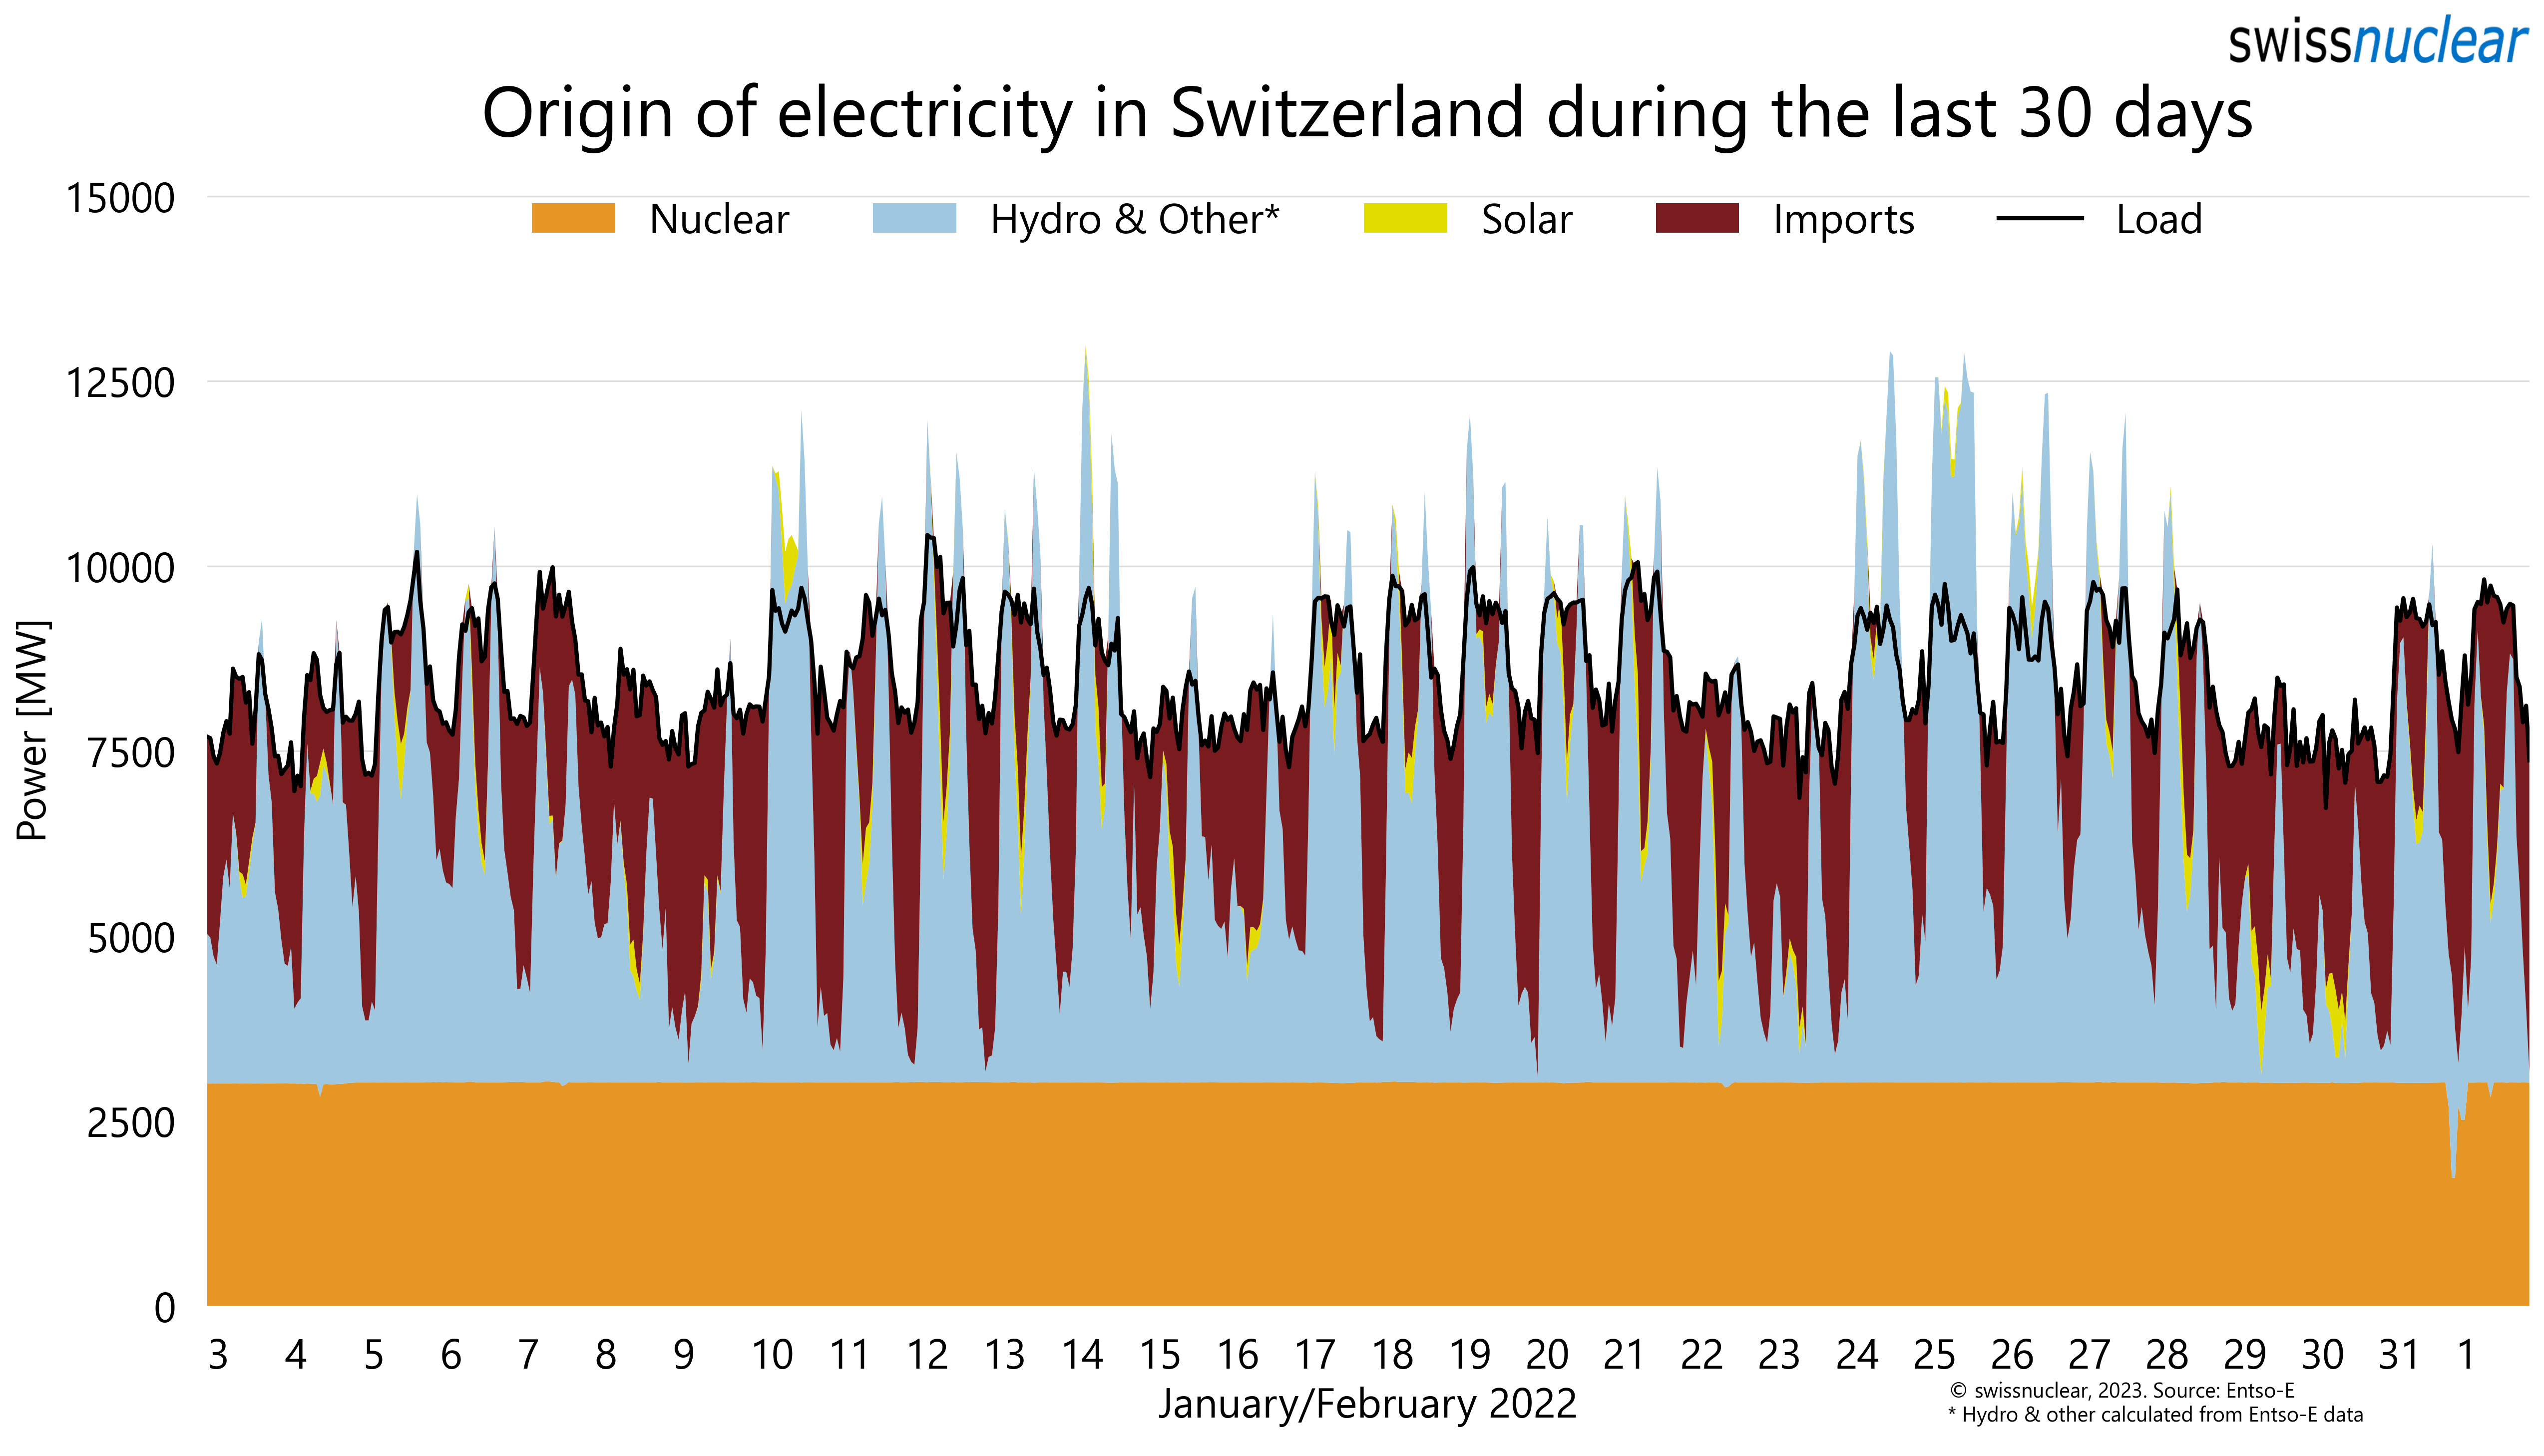 swissnuclear
Origin of electricity in Switzerland during the last 30 days
15000
Nuclear Hydro & Other* Solar Imports Load
12500
10000
7500
5000
2500
0
Power [MW]
3 4 5 6 7 8 9 10 11 12 13 14 15 16 17 18 19 20 21 22 23 24 25 26 27 28 29 30 31 1
January/February 2022
© swissnuclear, 2023. Source: Entso-E
* Hydro & other calculated from Entso-E data